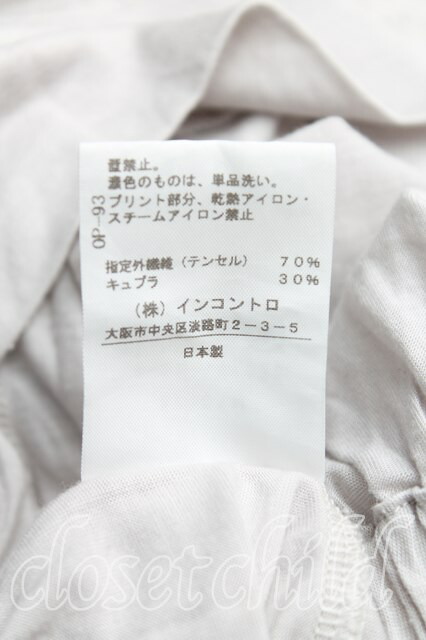 禁止。
濃色のものは、単品洗い。
プリント部分、乾熱アイロン・
スチームアイロン禁止
OP-93
指定外繊維（テンセル） 70%
キュプラ 30%
（株）インコントロ
大阪市中央区淡路町2-3-5
日本製
closet child